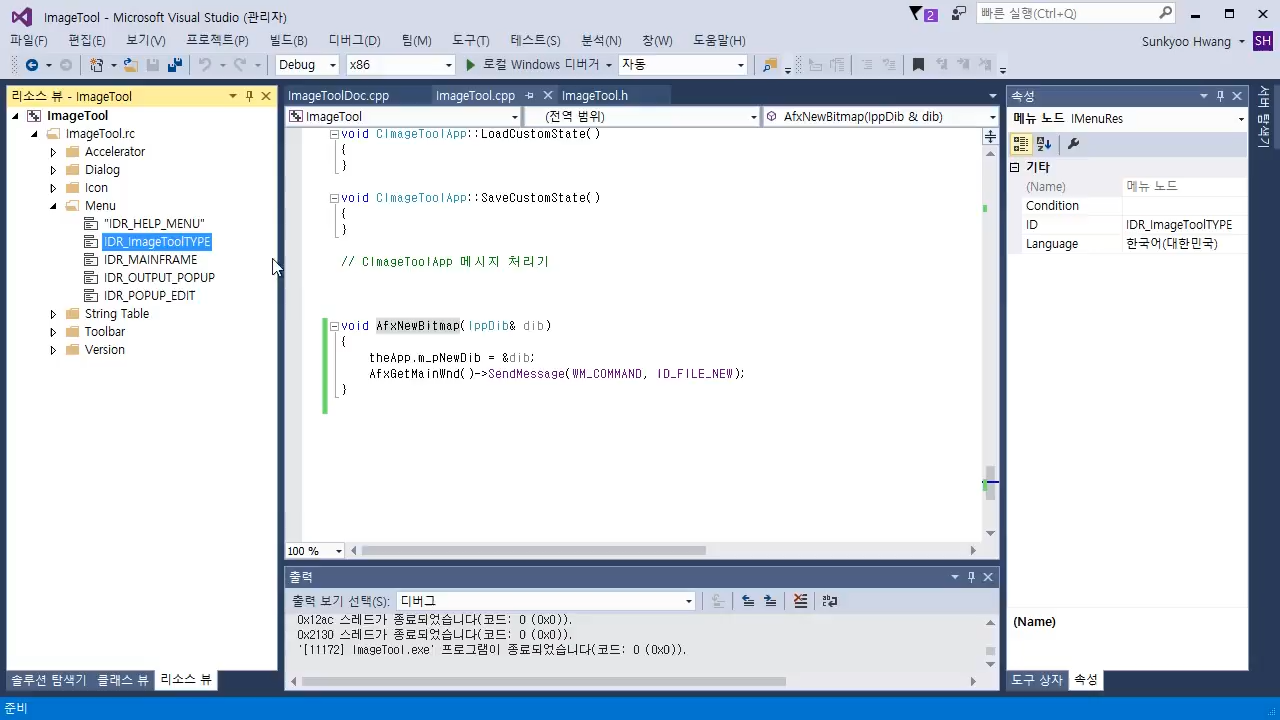 ImageTool - Microsoft Visual Studio (관리자)
2
빠른 실행(Ctrl+Q)
파일(F) 편집(E) 보기(V) 프로젝트(P) 빌드(B) 디버그(D) 팀(M) 도구(T) 테스트(S) 분석(N) 창(W) 도움말(H)
Sunkyoo Hwang SH
Debug x86 로컬 Windows 디버거 자동
리소스 뷰 - ImageTool
ImageTool
ImageTool.rc
Accelerator
Dialog
Icon
Menu
"IDR_HELP_MENU"
IDR_ImageToolTYPE
IDR_MAINFRAME
IDR_OUTPUT_POPUP
IDR_POPUP_EDIT
String Table
Toolbar
Version
솔루션 탐색기 클래스 뷰 리소스 뷰
ImageToolDoc.cpp ImageTool.cpp ImageTool.h
ImageTool (전역 범위) AfxNewBitmap(IppDib & dib)
void CImageToolApp::LoadCustomState()
{
}
void CImageToolApp::SaveCustomState()
{
}
// CImageToolApp 메시지 처리기
void AfxNewBitmap(IppDib& dib)
{
theApp.m_pNewDib = &dib;
AfxGetMainWnd()->SendMessage(WM_COMMAND, ID_FILE_NEW);
}
100 %
출력
출력 보기 선택(S): 디버그
0x12ac 스레드가 종료되었습니다(코드: 0 (0x0)).
0x2130 스레드가 종료되었습니다(코드: 0 (0x0)).
'[11172] ImageTool.exe' 프로그램이 종료되었습니다(코드: 0 (0x0)).
속성
메뉴 노드 IMenuRes
기타
(Name) 메뉴 노드
Condition
ID IDR_ImageToolTYPE
Language 한국어(대한민국)
(Name)
도구 상자 속성
서버 탐색기
준비